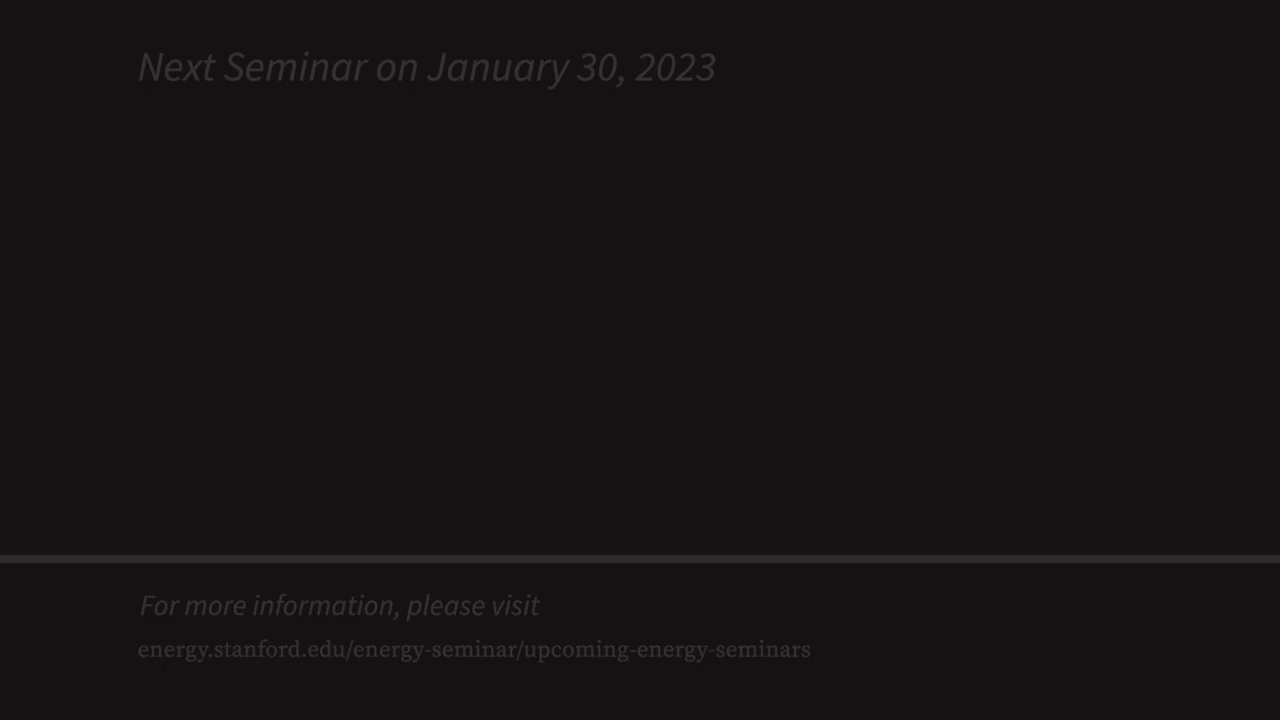 Next Seminar on January 30, 2023
For more information, please visit
energy.stanford.edu/energy-seminar/upcoming-energy-seminars